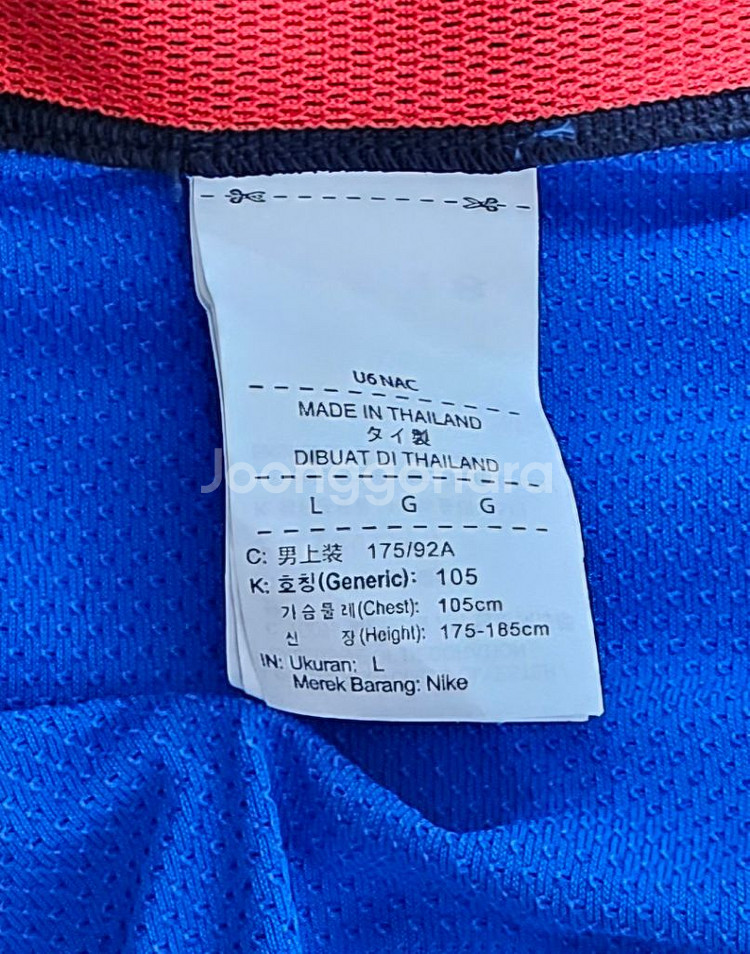 U6 NAC
MADE IN THAILAND
タイ製
DIBUAT DI THAILAND
Joonggonara
L G G
C: 男上装 175/92A
K: 호칭(Generic): 105
가슴둘레(Chest): 105cm
신 장(Height): 175-185cm
IN: Ukuran: L
Merek Barang: Nike